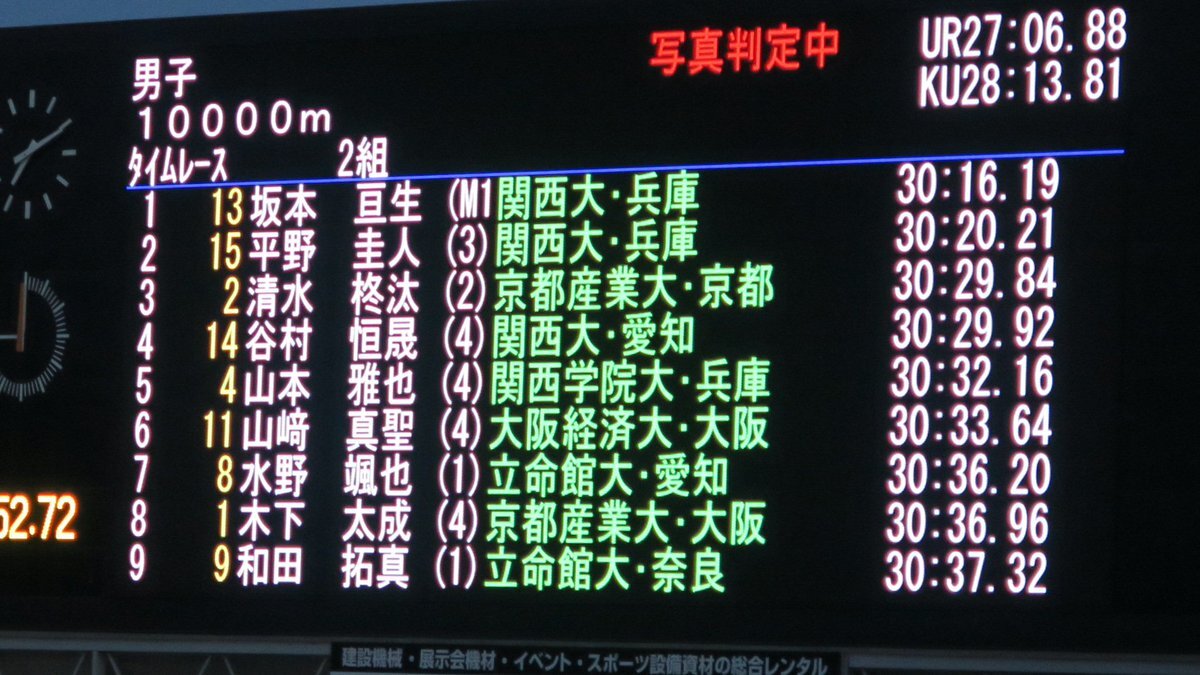 写真判定中
UR27:06.88
KU28:13.81
男子
10000m
タイムレース 2組
1 13 坂本 亘生 (M1 関西大・兵庫 30:16.19
2 15 平野 圭人 (3) 関西大・兵庫 30:20.21
3 2 清水 柊汰 (2) 京都産業大・京都 30:29.84
4 14 谷村 恒晟 (4) 関西大・愛知 30:29.92
5 4 山本 雅也 (4) 関西学院大・兵庫 30:32.16
6 11 山﨑 真聖 (4) 大阪経済大・大阪 30:33.64
7 8 水野 颯也 (1) 立命館大・愛知 30:36.20
8 1 木下 太成 (4) 京都産業大・大阪 30:36.96
9 9 和田 拓真 (1) 立命館大・奈良 30:37.32
52.72
建設機械・展示会機材・イベント・スポーツ設備資材の総合レンタル